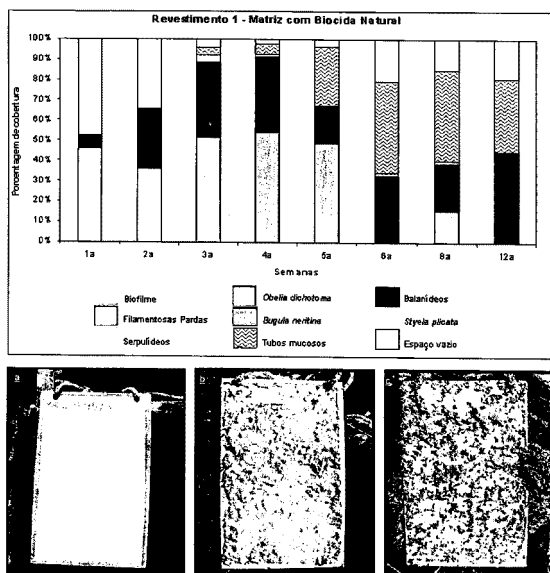 Revestimento 1 - Matriz com Biocida Natural
Porcentagem de cobertura
100%
90%
80%
70%
60%
50%
40%
30%
20%
10%
0%
1a 2a 3a 4a 5a 6a 8a 12a
Semanas
Biofilme Obelia dichotoma Balanídeos
Filamentosas Pardas Bugula neritina Styela plicata
Serpulídeos Tubos mucosos Espaço vazio
a b c